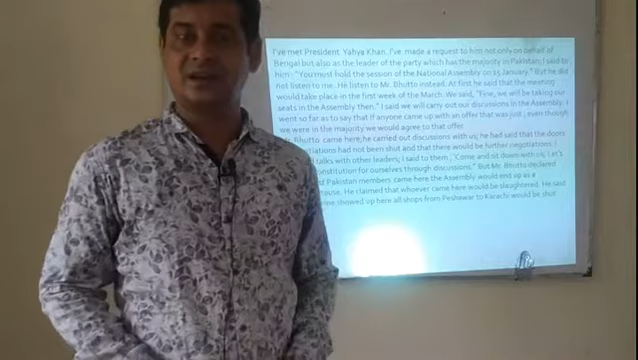 I've met President Yahya Khan. I've made a request to him not only on behalf of
Bengal but also as the leader of the party which has the majority in Pakistan; I said to
him : "You must hold the session of the National Assembly on 15 January." But he did
not listen to me. He listen to Mr. Bhutto instead. At first he said that the meeting
would take place in the first week of the March. We said, "Fine, we will be taking our
seats in the Assembly then." I said we will carry out our discussions in the Assembly. I
went so far as to say that if anyone came up with an offer that was just ; even though
we were in the majority we would agree to that offer.
Mr. Bhutto came here; he carried out discussions with us; he had said that the doors
had not been shut and that there would be further negotiations. I
talks with other leaders; I said to them ; "Come and sit down with us; Let's
constitution for ourselves through discussions." But Mr. Bhutto declared
Pakistan members came here the Assembly would end up as a
He claimed that whoever came here would be slaughtered. He said
showed up here all shops from Peshawar to Karachi would be shut